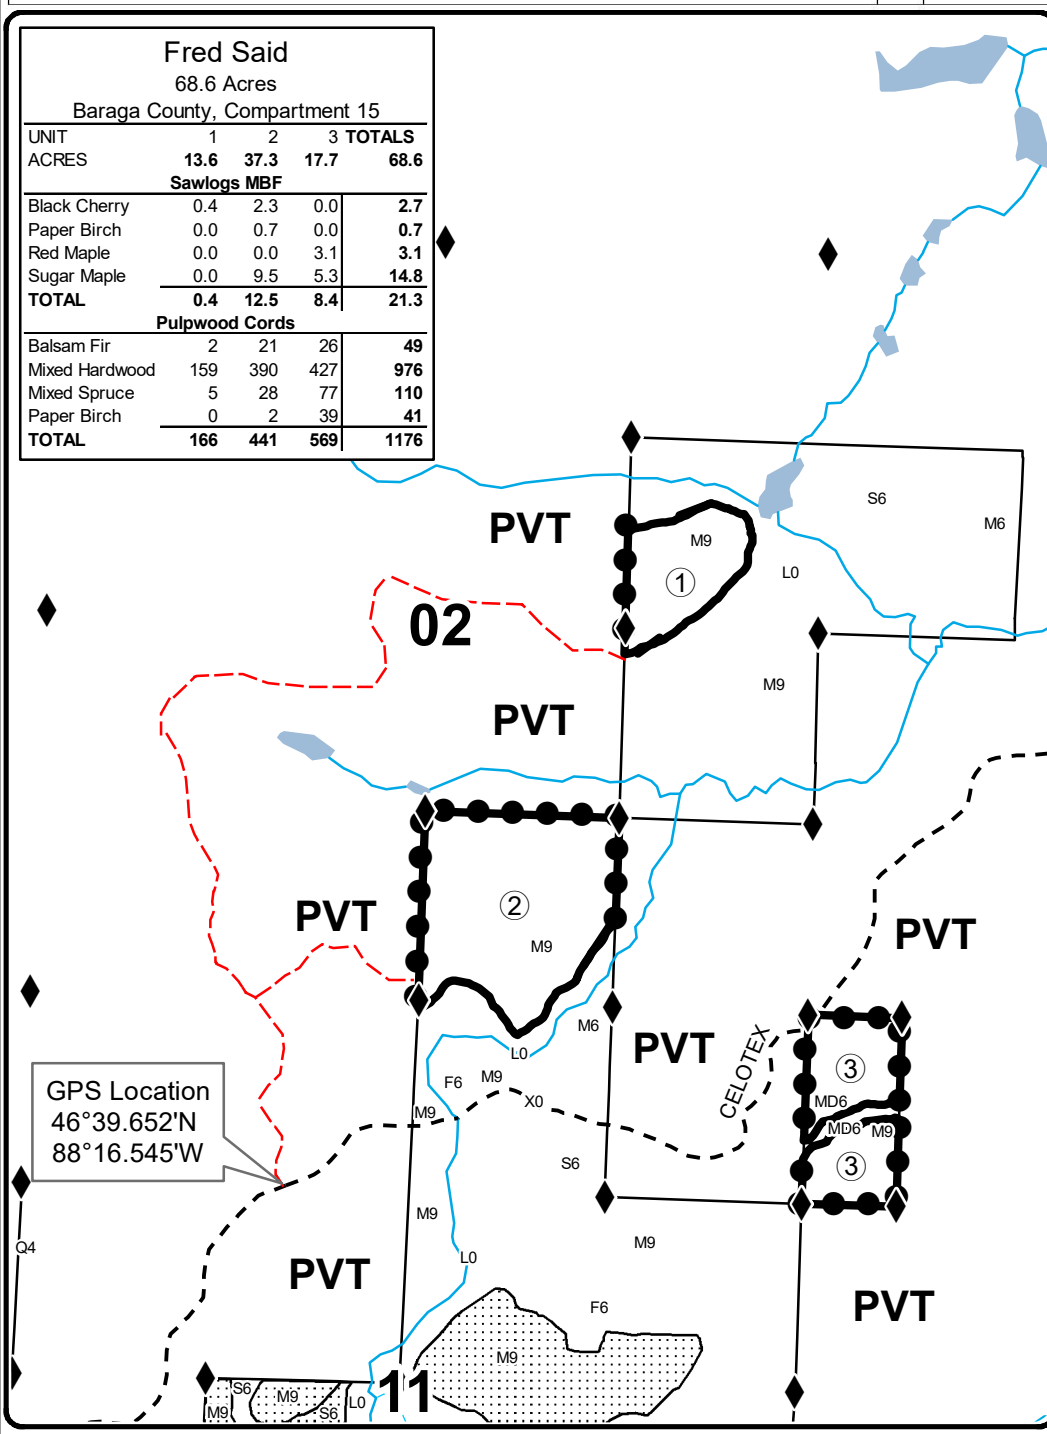 Fred Said
68.6 Acres
Baraga County, Compartment 15
UNIT 1 2 3 TOTALS
ACRES 13.6 37.3 17.7 68.6
Sawlogs MBF
Black Cherry 0.4 2.3 0.0 2.7
Paper Birch 0.0 0.7 0.0 0.7
Red Maple 0.0 0.0 3.1 3.1
Sugar Maple 0.0 9.5 5.3 14.8
TOTAL 0.4 12.5 8.4 21.3
Pulpwood Cords
Balsam Fir 2 21 26 49
Mixed Hardwood 159 390 427 976
Mixed Spruce 5 28 77 110
Paper Birch 0 2 39 41
TOTAL 166 441 569 1176
S6
M6
PVT
M9
L0
1
02
M9
PVT
2
PVT
M9
PVT
M6
PVT
L0
CELOTEX
3
GPS Location
46°39.652'N
88°16.545'W
F6
M9
M9
X0
MD6
MD6
M9
S6
3
M9
Q4
M9
L0
PVT
F6
PVT
M9
11
S6
M9
L0
M9
S6